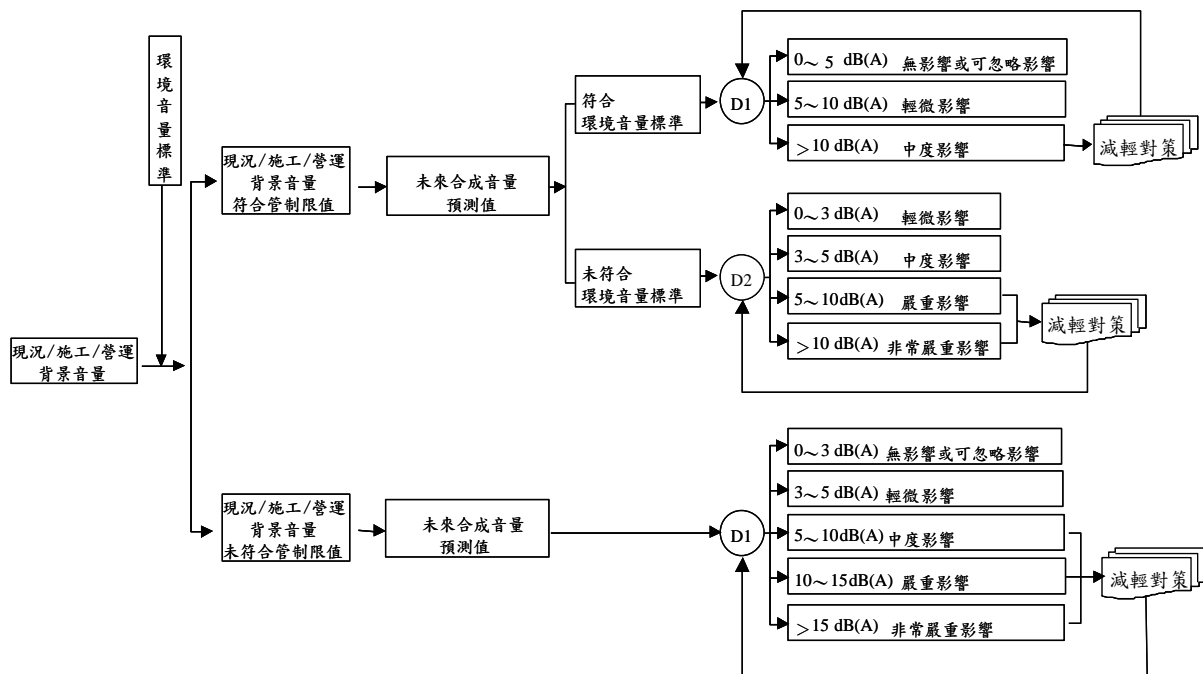 環境音量標準
現況/施工/營運
背景音量
現況/施工/營運
背景音量
符合管制限值
未來合成音量
預測值
符合
環境音量標準
D1
0～ 5 dB(A) 無影響或可忽略影響
5～10 dB(A) 輕微影響
＞10 dB(A) 中度影響
減輕對策
未符合
環境音量標準
D2
0～3 dB(A) 輕微影響
3～5 dB(A) 中度影響
5～10dB(A) 嚴重影響
＞10 dB(A) 非常嚴重影響
減輕對策
現況/施工/營運
背景音量
未符合管制限值
未來合成音量
預測值
D1
0～3 dB(A) 無影響或可忽略影響
3～5 dB(A) 輕微影響
5～10dB(A) 中度影響
10～15dB(A) 嚴重影響
＞15 dB(A) 非常嚴重影響
減輕對策